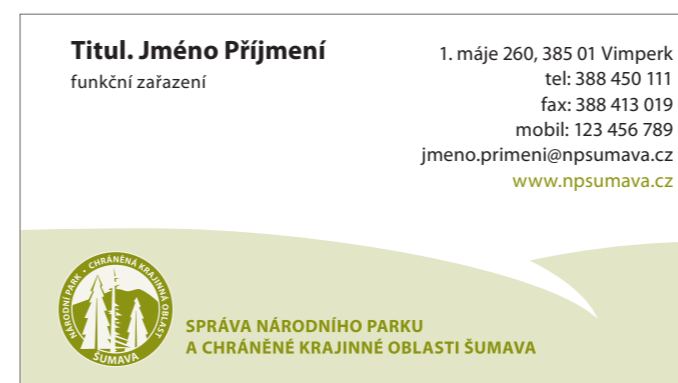 Titul. Jméno Příjmení
funkční zařazení
1. máje 260, 385 01 Vimperk
tel: 388 450 111
fax: 388 413 019
mobil: 123 456 789
jmeno.primeni@npsumava.cz
www.npsumava.cz
NÁRODNÍ PARK • CHRÁNĚNÁ KRAJINNÁ OBLAST
ŠUMAVA
SPRÁVA NÁRODNÍHO PARKU
A CHRÁNĚNÉ KRAJINNÉ OBLASTI ŠUMAVA